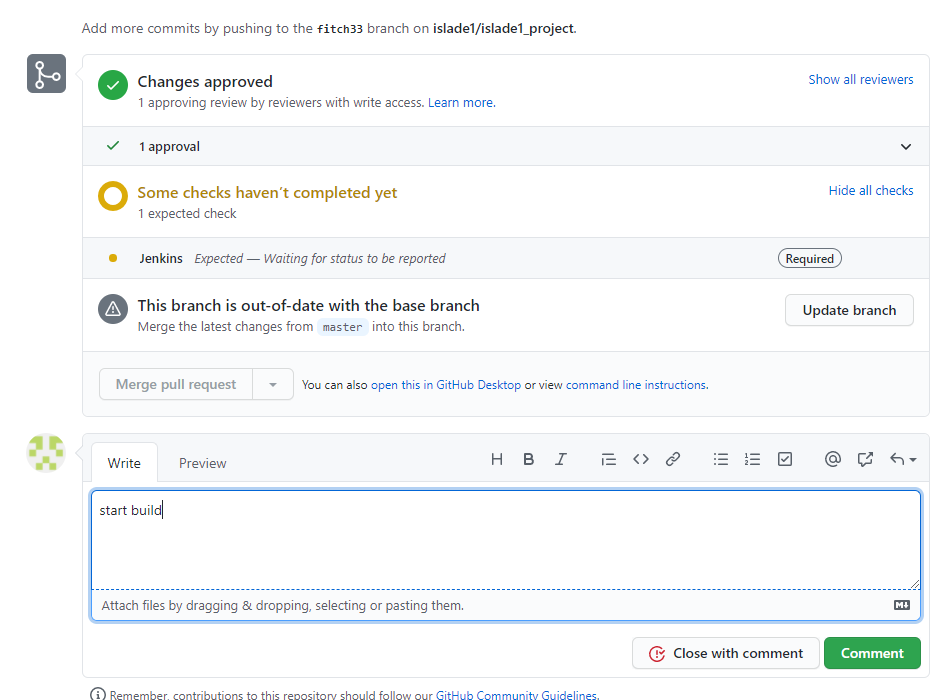 Add more commits by pushing to the fitch33 branch on islade1/islade1_project.
Changes approved
Show all reviewers
1 approving review by reviewers with write access. Learn more.
1 approval
Some checks haven't completed yet
Hide all checks
1 expected check
Jenkins Expected — Waiting for status to be reported Required
This branch is out-of-date with the base branch
Update branch
Merge the latest changes from master into this branch.
Merge pull request You can also open this in GitHub Desktop or view command line instructions.
Write Preview H B I @
start build
Attach files by dragging & dropping, selecting or pasting them.
Close with comment Comment
Remember, contributions to this repository should follow our GitHub Community Guidelines.